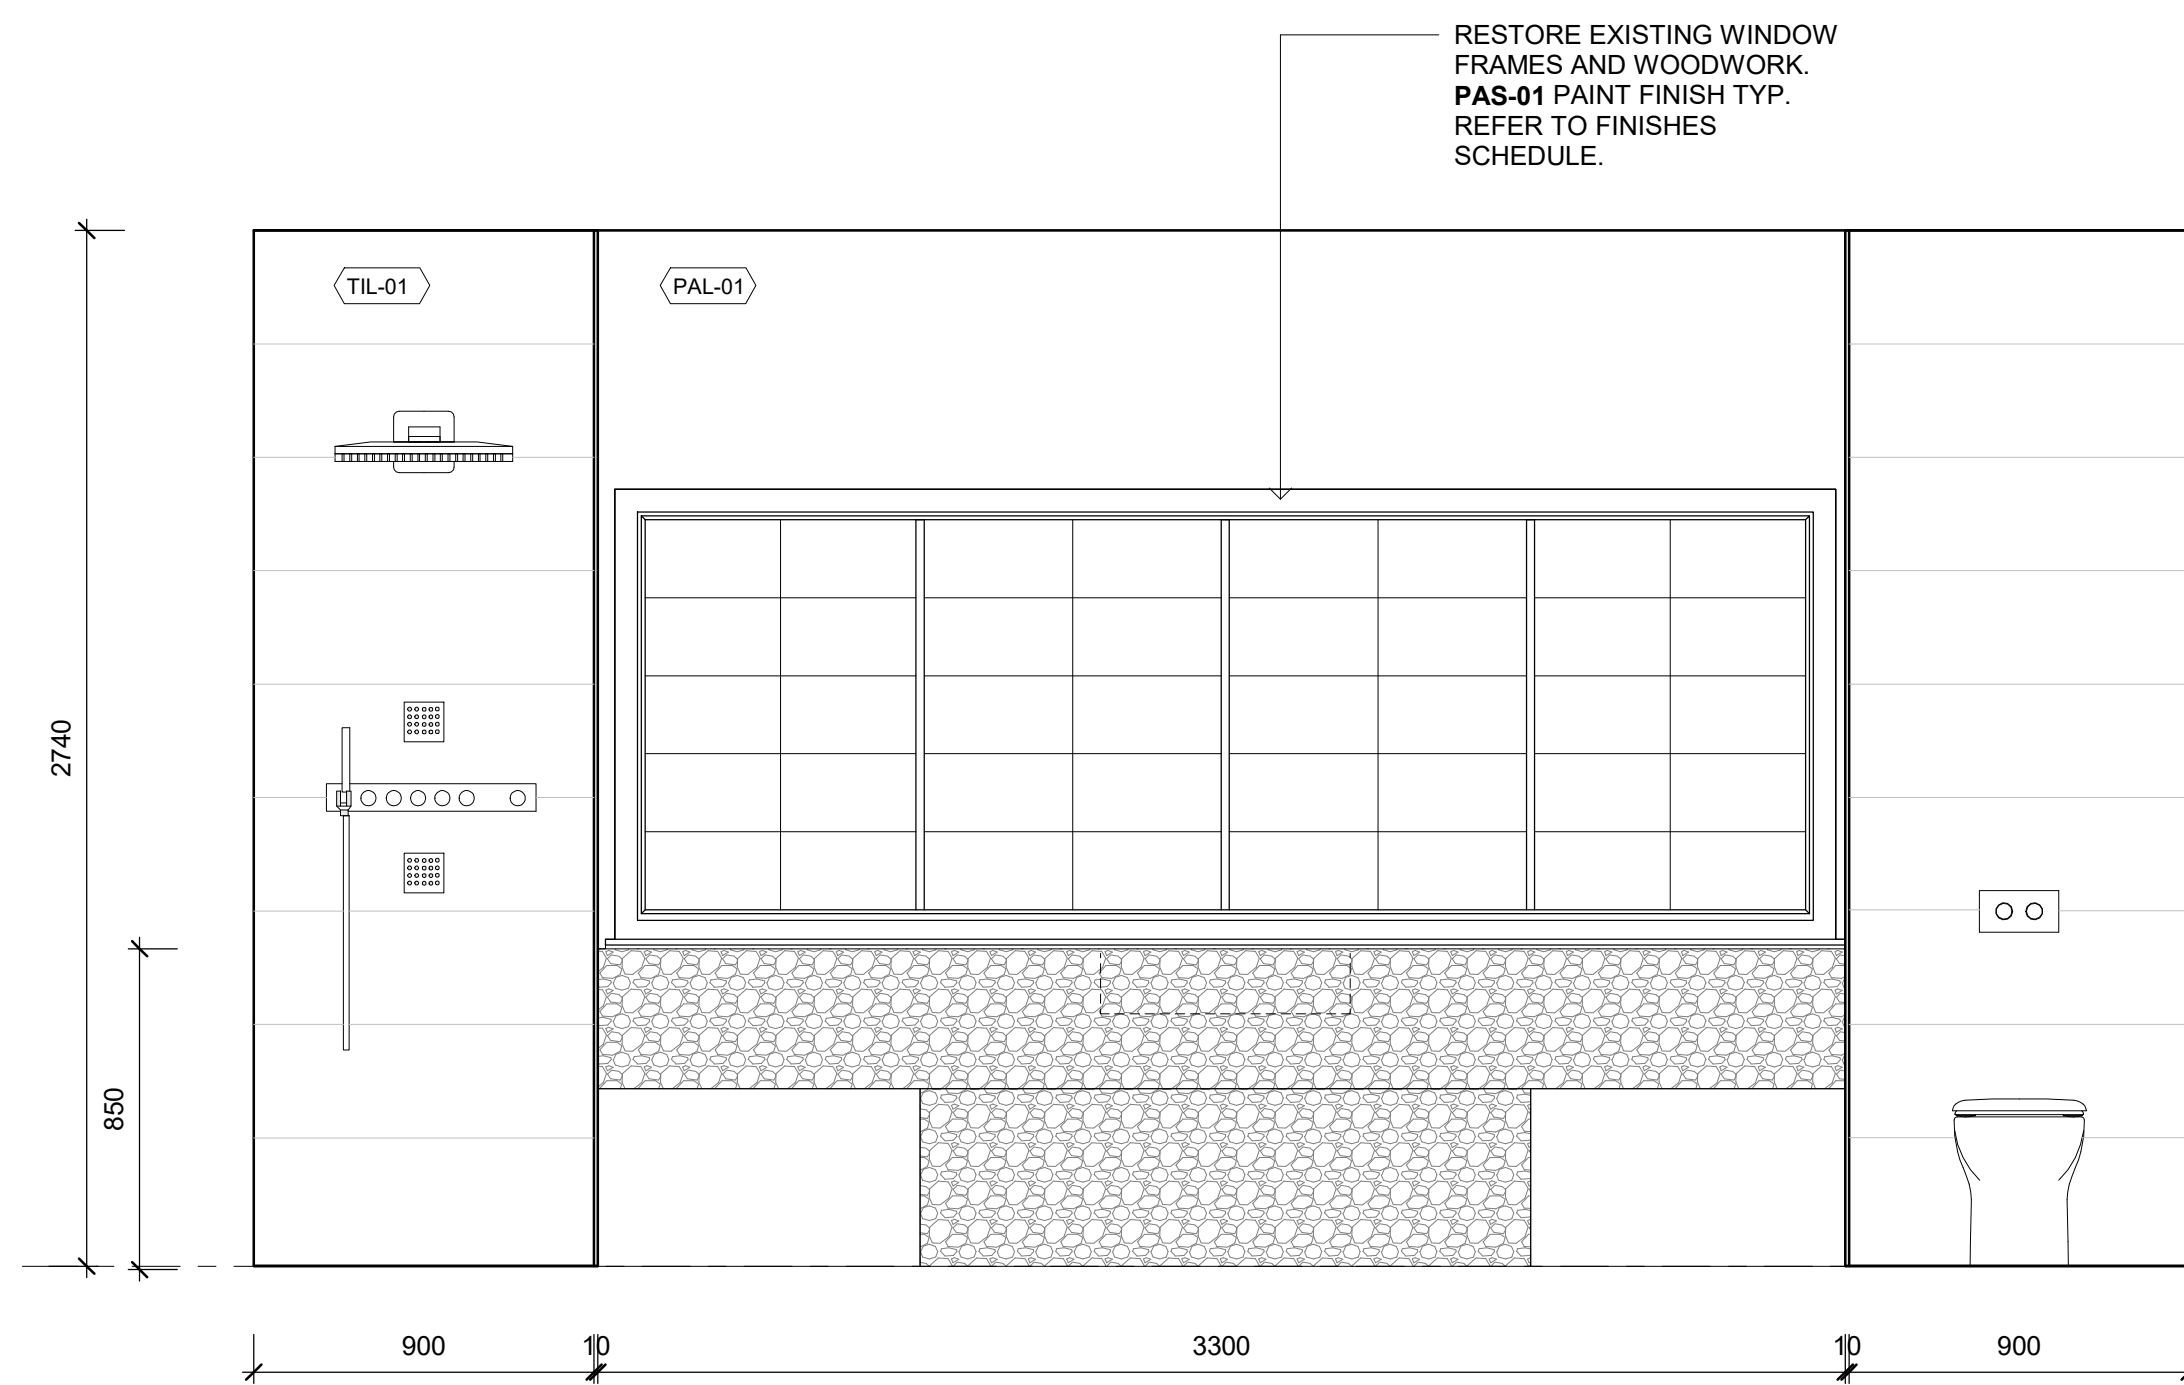 RESTORE EXISTING WINDOW
FRAMES AND WOODWORK.
PAS-01 PAINT FINISH TYP.
REFER TO FINISHES
SCHEDULE.
TIL-01
PAL-01
2740
850
900
10
3300
10
900